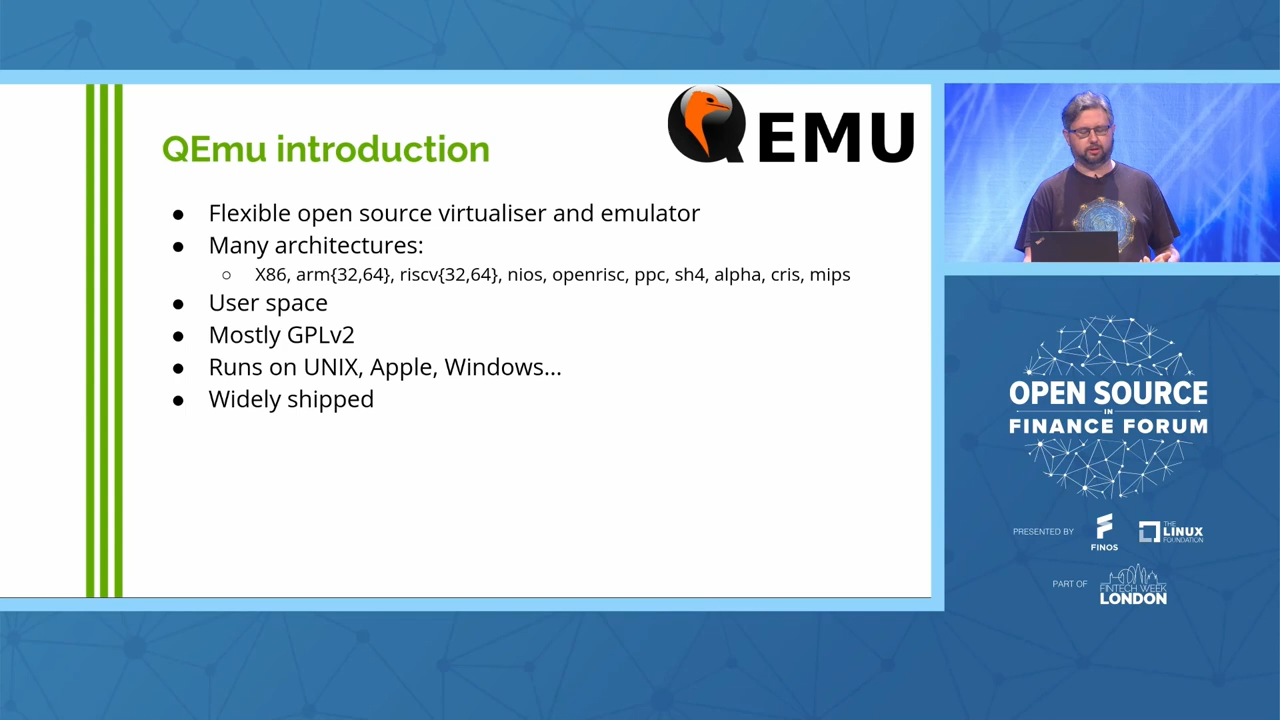 QEmu introduction
QEMU
● Flexible open source virtualiser and emulator
● Many architectures:
○ X86, arm{32,64}, riscv{32,64}, nios, openrisc, ppc, sh4, alpha, cris, mips
● User space
● Mostly GPLv2
● Runs on UNIX, Apple, Windows...
● Widely shipped
OPEN SOURCE
IN
FINANCE FORUM
PRESENTED BY
FINOS
THE
LINUX
FOUNDATION
PART OF
FINTECH WEEK
LONDON